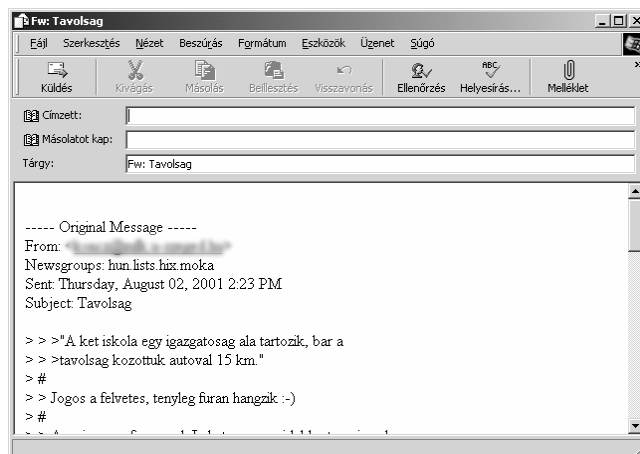 Fw: Tavolsag
Fájl Szerkesztés Nézet Beszúrás Formátum Eszközök Üzenet Súgó
Küldés Kivágás Másolás Beillesztés Visszavonás Ellenőrzés Helyesírás... Melléklet »
Címzett:
Másolatot kap:
Tárgy: Fw: Tavolsag
----- Original Message -----
From:
Newsgroups: hun.lists.hix.moka
Sent: Thursday, August 02, 2001 2:23 PM
Subject: Tavolsag
> > >"A ket iskola egy igazgatosag ala tartozik, bar a
> > >tavolsag kozottuk autoval 15 km."
> #
> > Jogos a felvetes, tenyleg furan hangzik :-)
> #